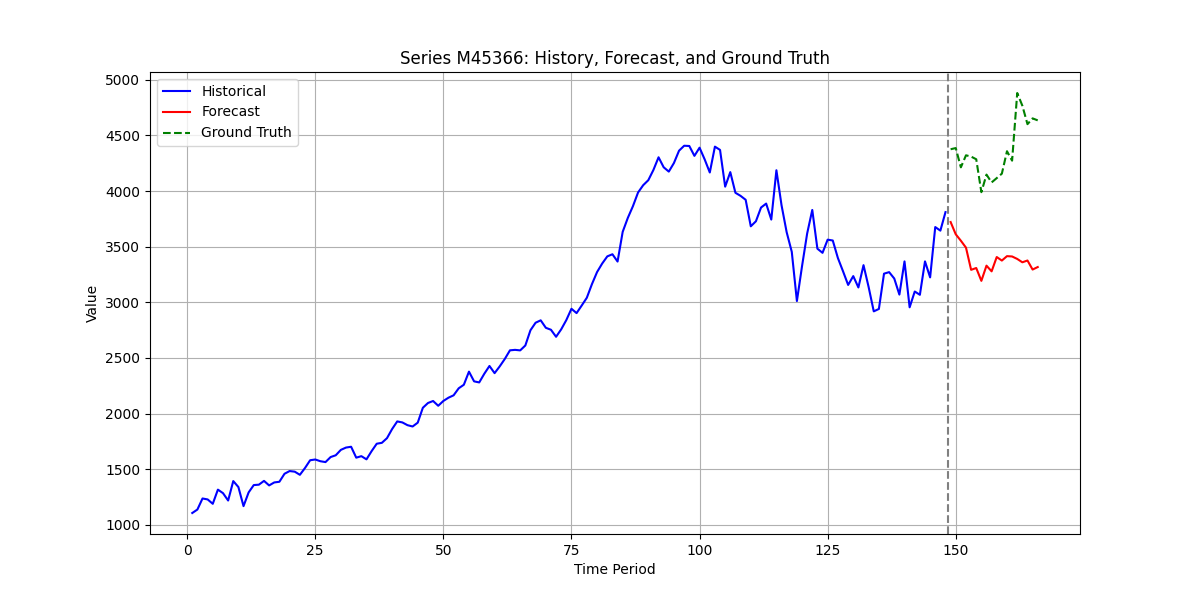 Series M45366: History, Forecast, and Ground Truth
Historical
Forecast
Ground Truth
5000
4500
4000
3500
3000
2500
2000
1500
1000
Value
0 25 50 75 100 125 150
Time Period